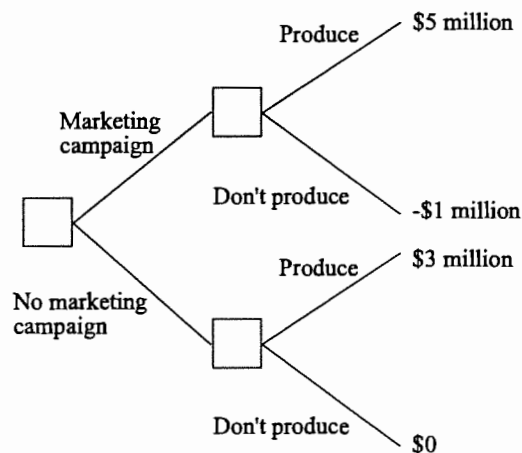 Produce
$5 million
Marketing
campaign
Don't produce
-$1 million
Produce
$3 million
No marketing
campaign
Don't produce
$0